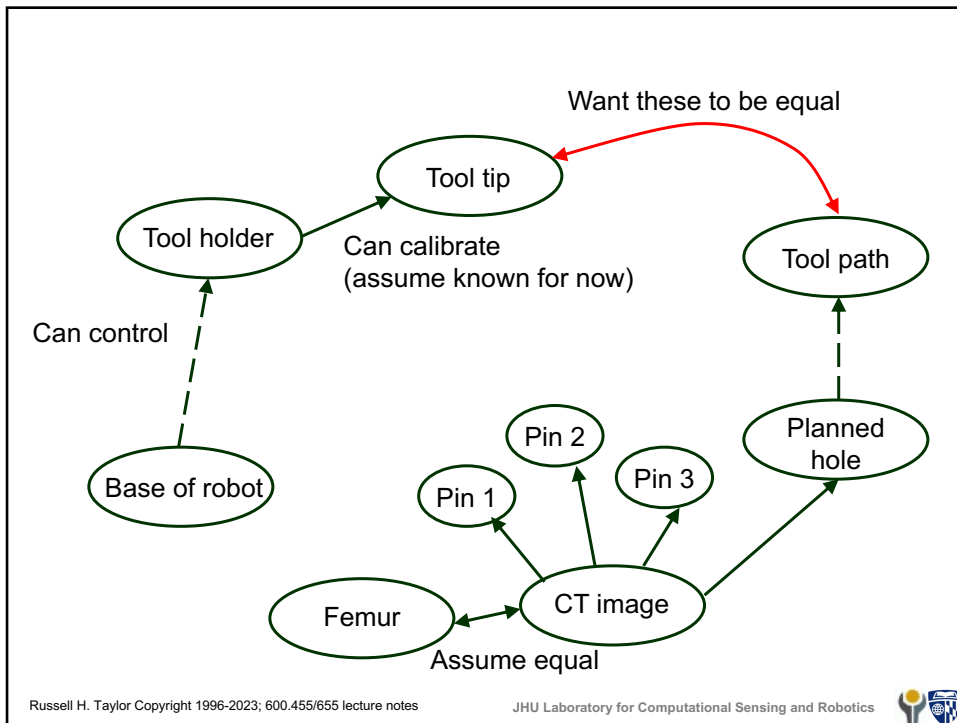 Want these to be equal
Tool tip
Tool holder
Can calibrate
(assume known for now)
Tool path
Can control
Planned
hole
Pin 2
Pin 3
Pin 1
Base of robot
CT image
Femur
Assume equal
Russell H. Taylor Copyright 1996-2023; 600.455/655 lecture notes
JHU Laboratory for Computational Sensing and Robotics